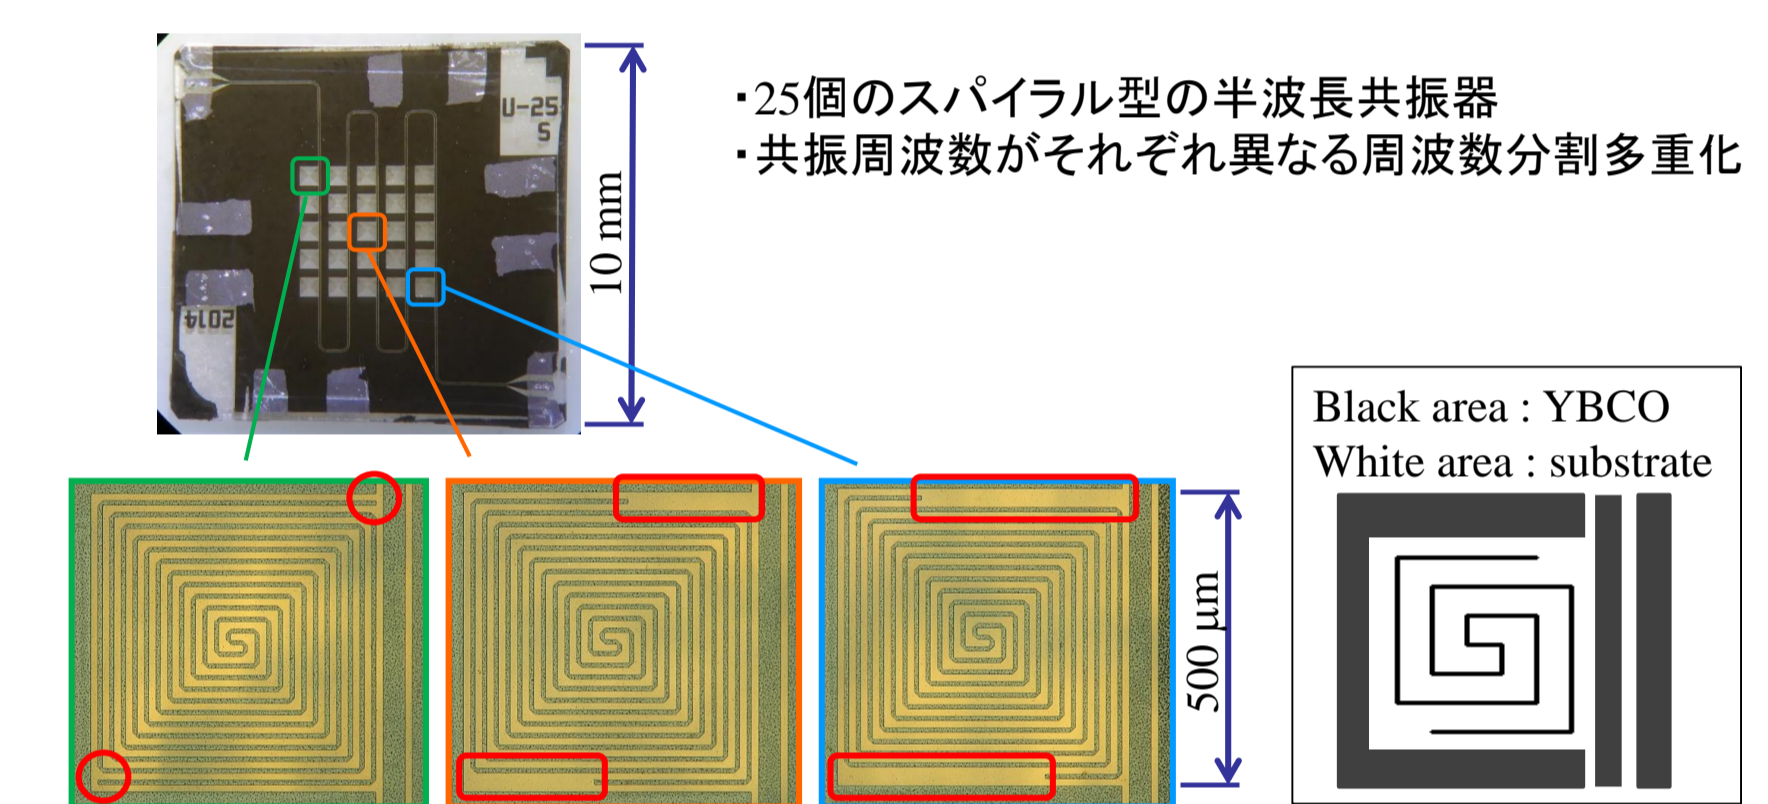 ・25個のスパイラル型の半波長共振器
・共振周波数がそれぞれ異なる周波数分割多重化
U-25
S
2014
10 mm
Black area : YBCO
White area : substrate
500 μm